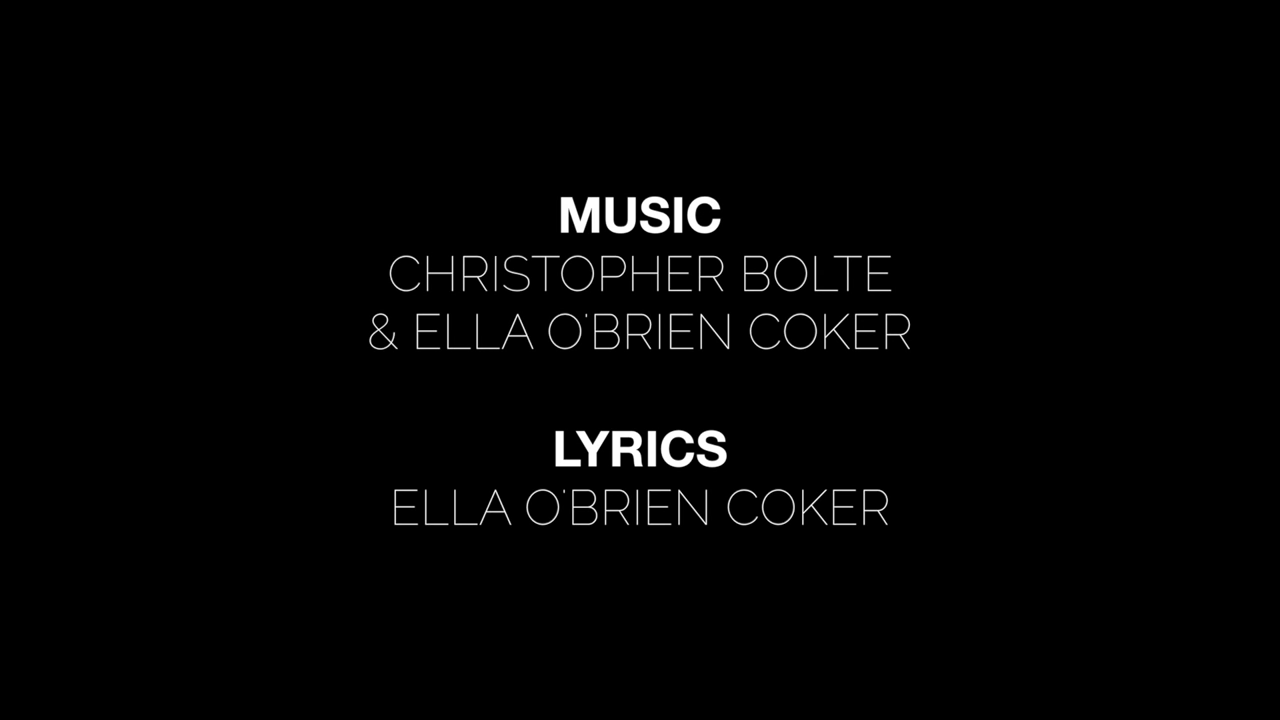 MUSIC
CHRISTOPHER BOLTE
& ELLA O'BRIEN COKER
LYRICS
ELLA O'BRIEN COKER